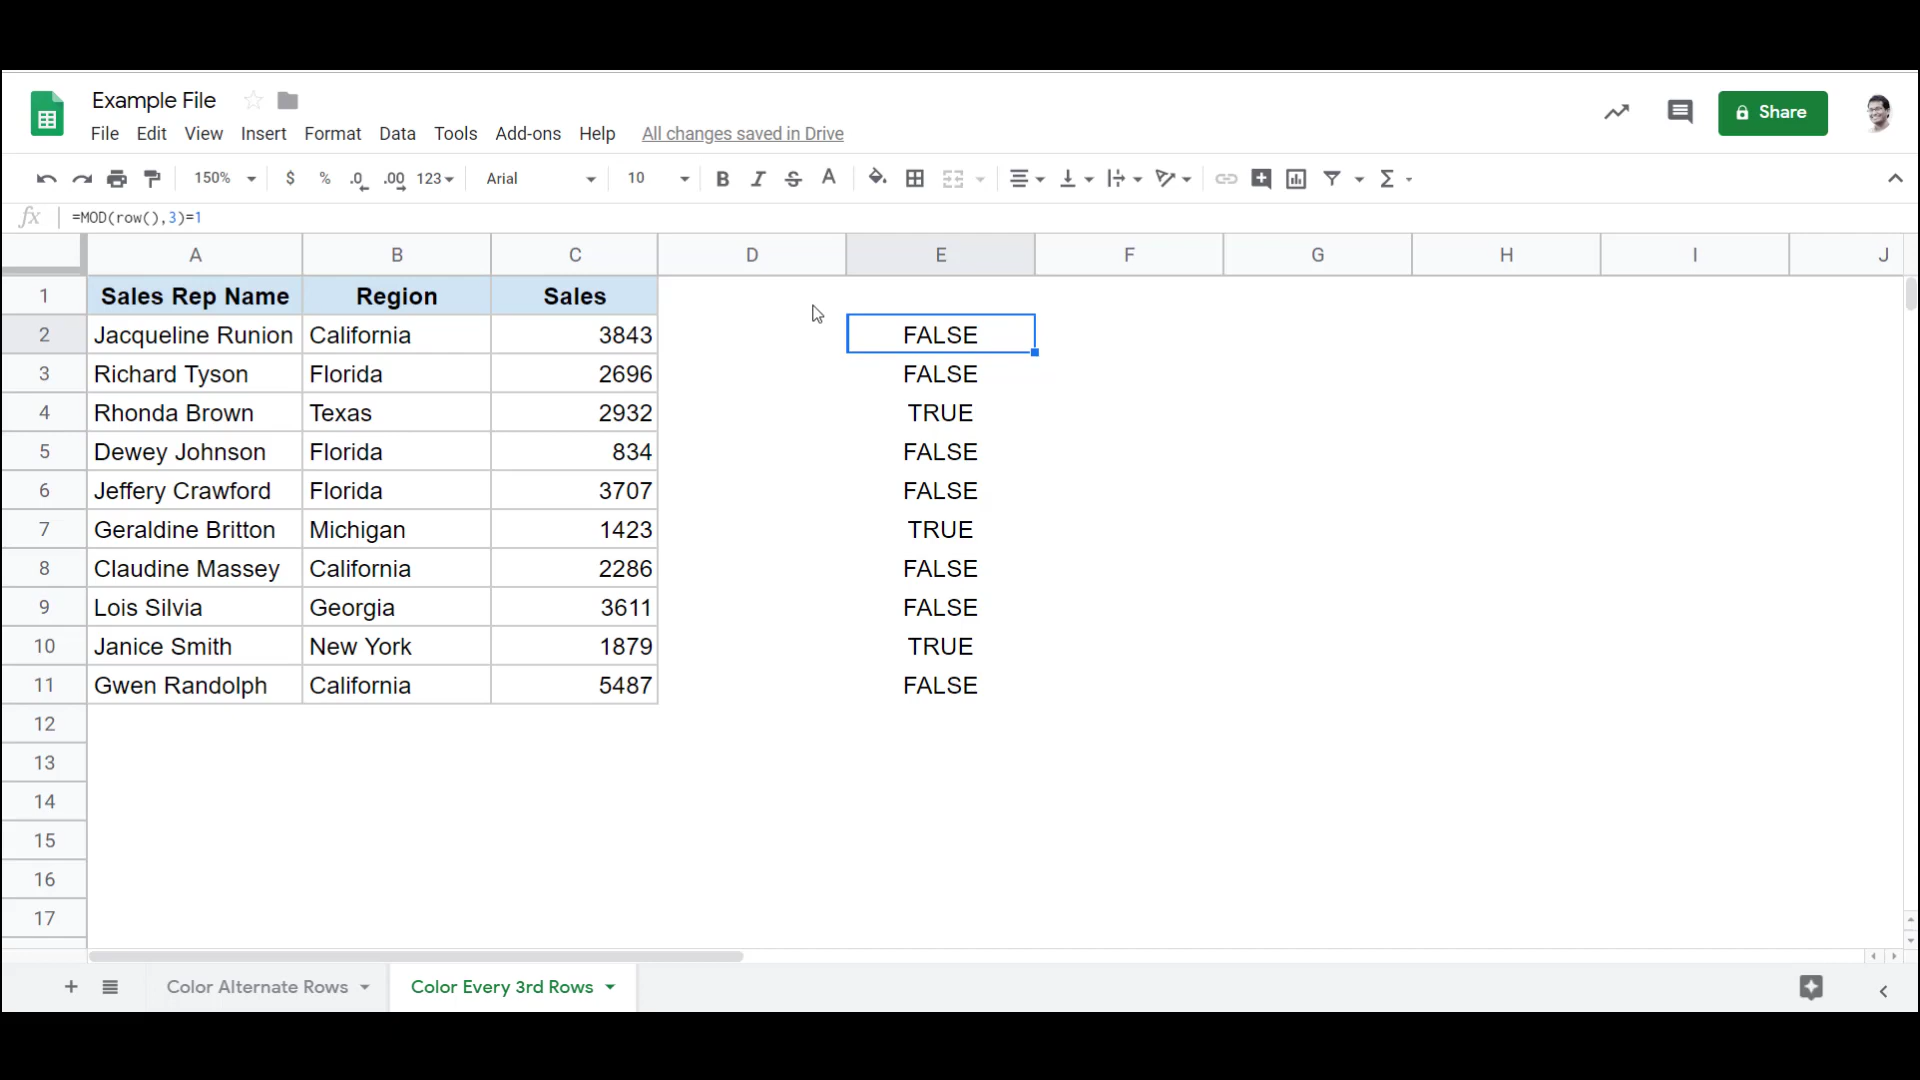 Example File
File Edit View Insert Format Data Tools Add-ons Help All changes saved in Drive
Share
150% $ % .0 .00 123 Arial 10 B I S A Σ
fx =MOD(row(),3)=1
A B C D E F G H I J
1 Sales Rep Name Region Sales
2 Jacqueline Runion California 3843 FALSE
3 Richard Tyson Florida 2696 FALSE
4 Rhonda Brown Texas 2932 TRUE
5 Dewey Johnson Florida 834 FALSE
6 Jeffery Crawford Florida 3707 FALSE
7 Geraldine Britton Michigan 1423 TRUE
8 Claudine Massey California 2286 FALSE
9 Lois Silvia Georgia 3611 FALSE
10 Janice Smith New York 1879 TRUE
11 Gwen Randolph California 5487 FALSE
12
13
14
15
16
17
Color Alternate Rows Color Every 3rd Rows